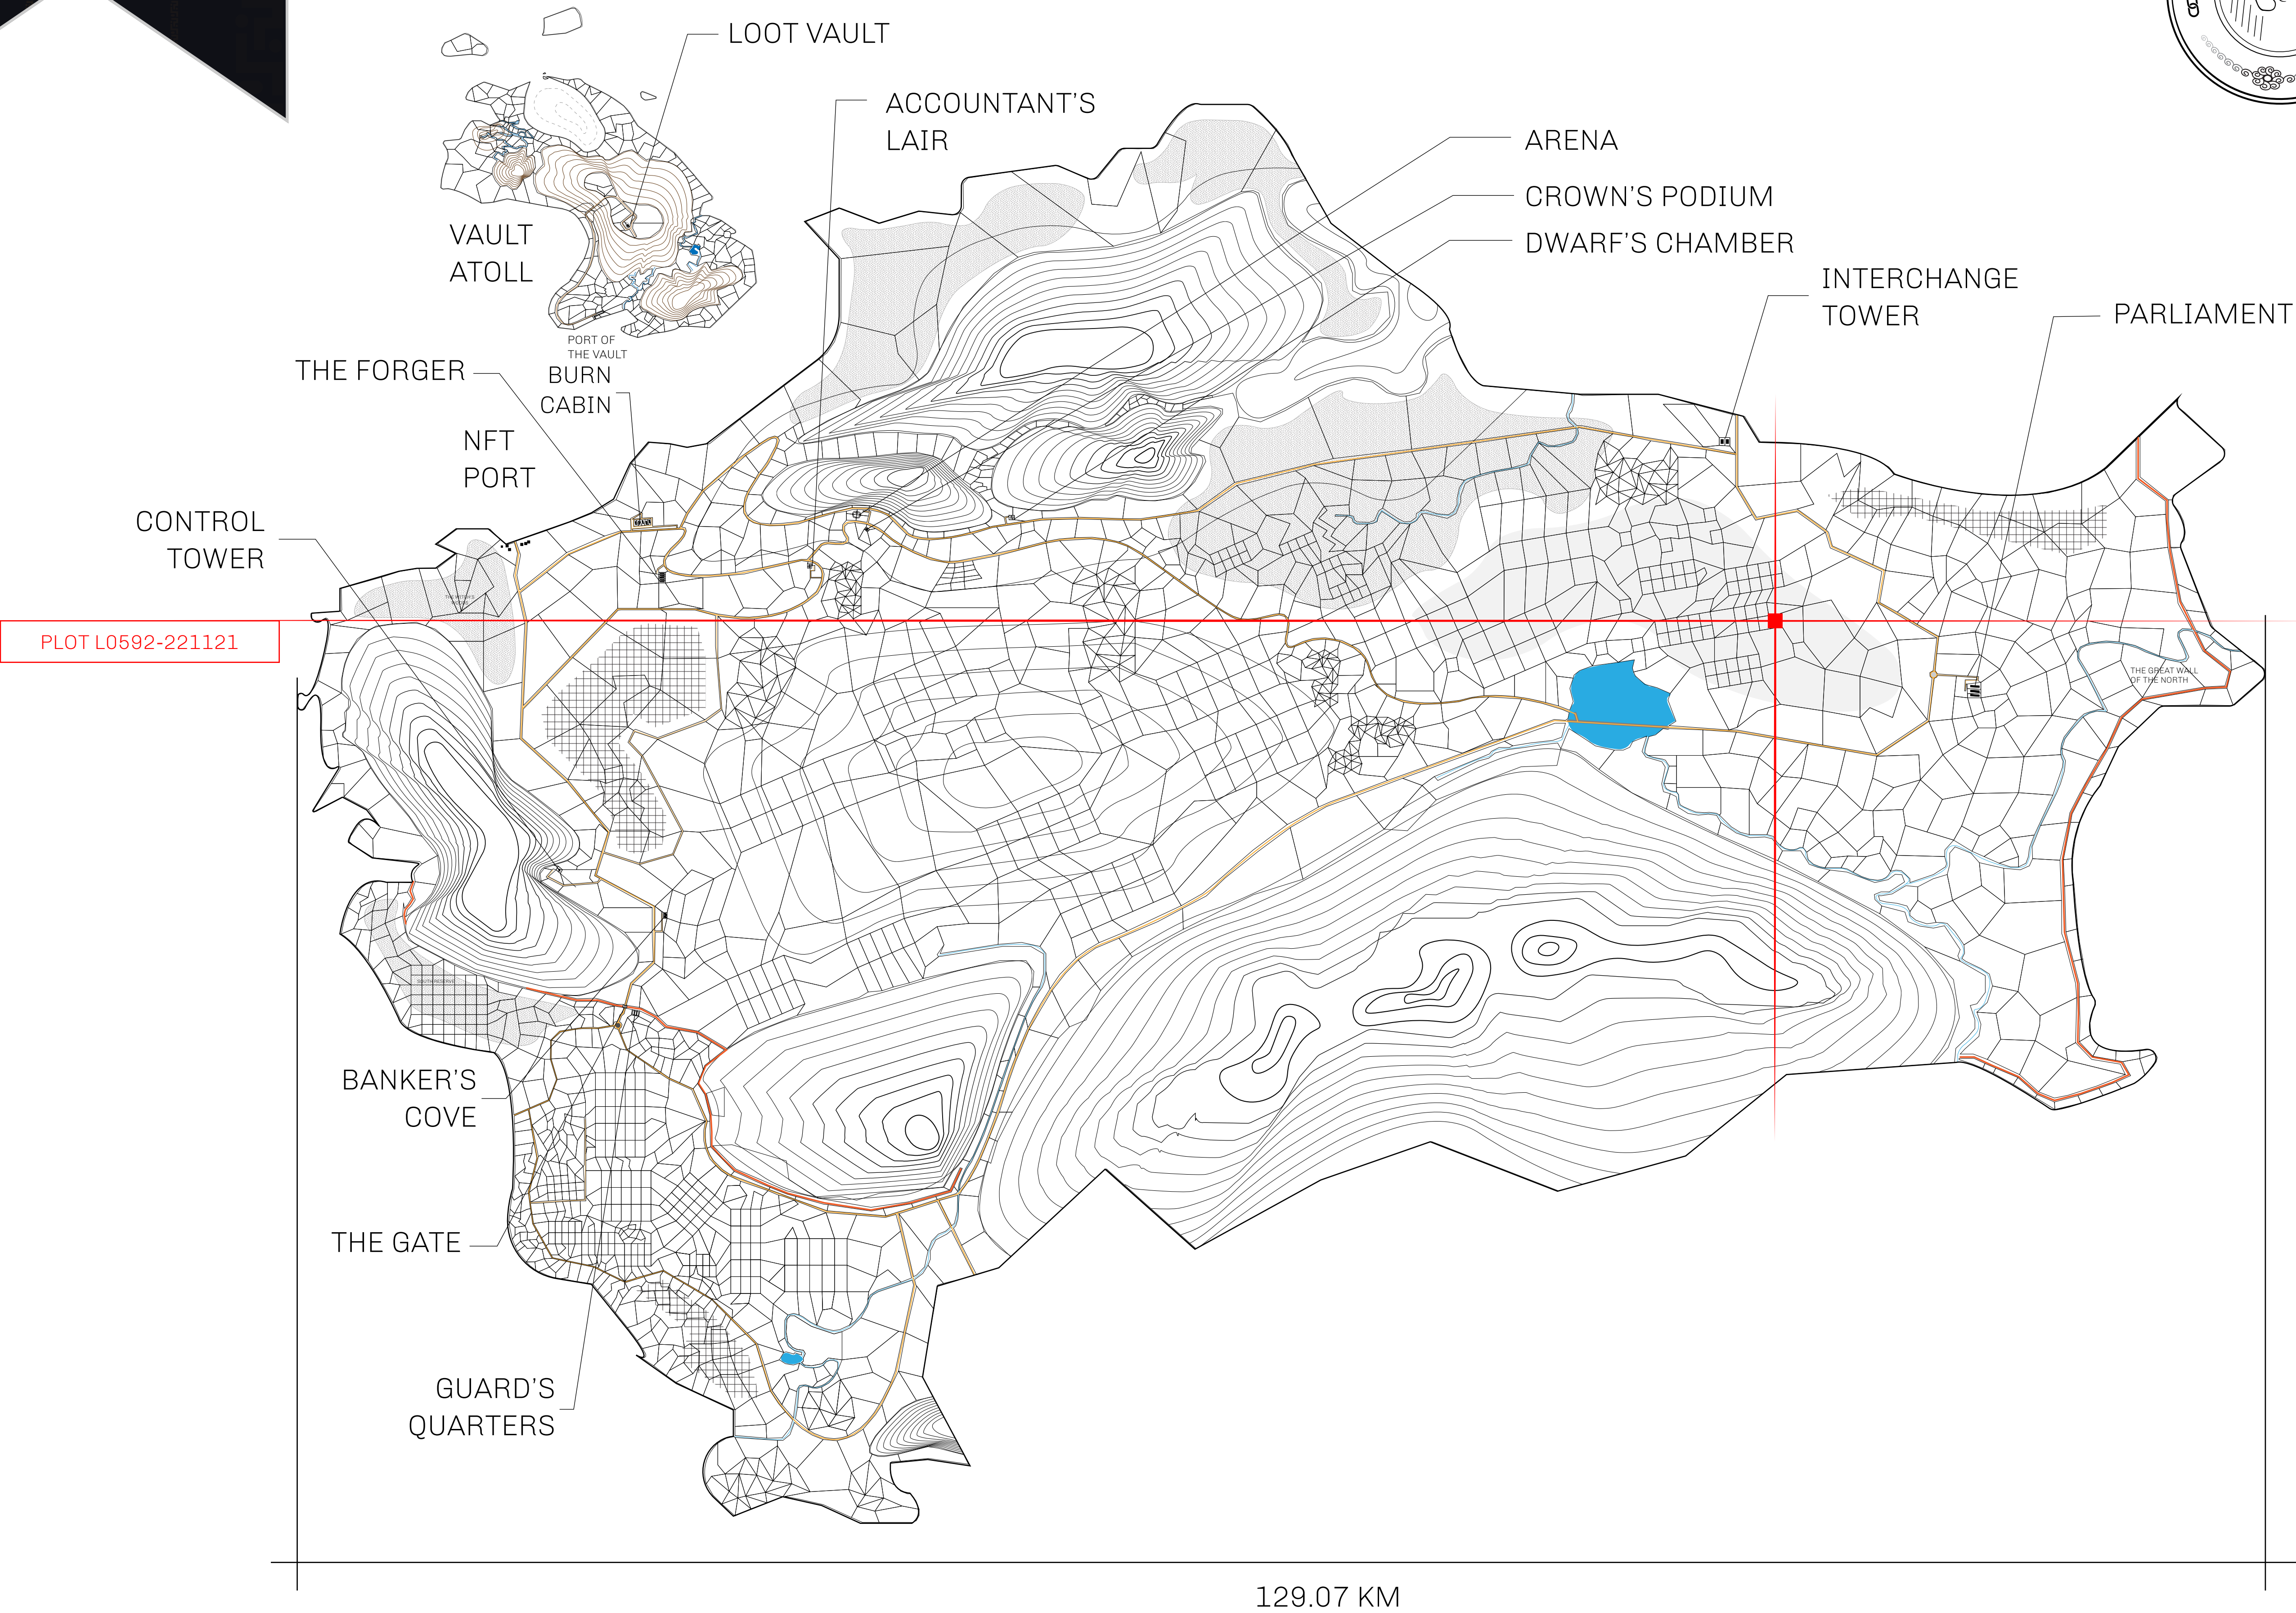 LOOT VAULT
ACCOUNTANT'S
LAIR
ARENA
CROWN'S PODIUM
DWARF'S CHAMBER
INTERCHANGE
TOWER
PARLIAMENT
VAULT
ATOLL
PORT OF
THE VAULT
THE FORGER
BURN
CABIN
NFT
PORT
CONTROL
TOWER
PLOT L0592-221121
THE GREAT WALL
OF THE NORTH
SOUTH RESERVE
BANKER'S
COVE
THE GATE
GUARD'S
QUARTERS
129.07 KM